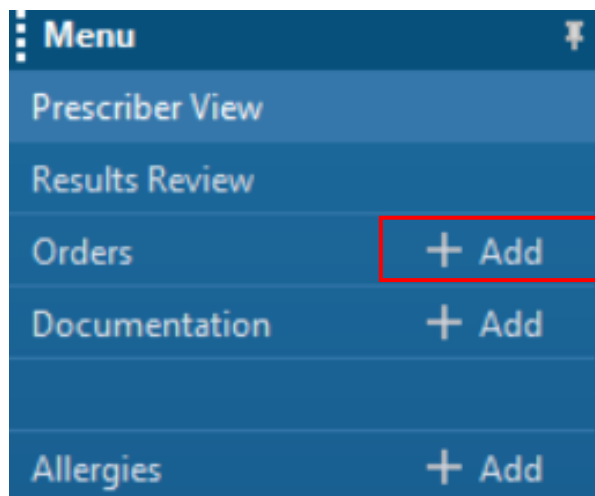 Menu
Prescriber View
Results Review
Orders + Add
Documentation + Add
Allergies + Add